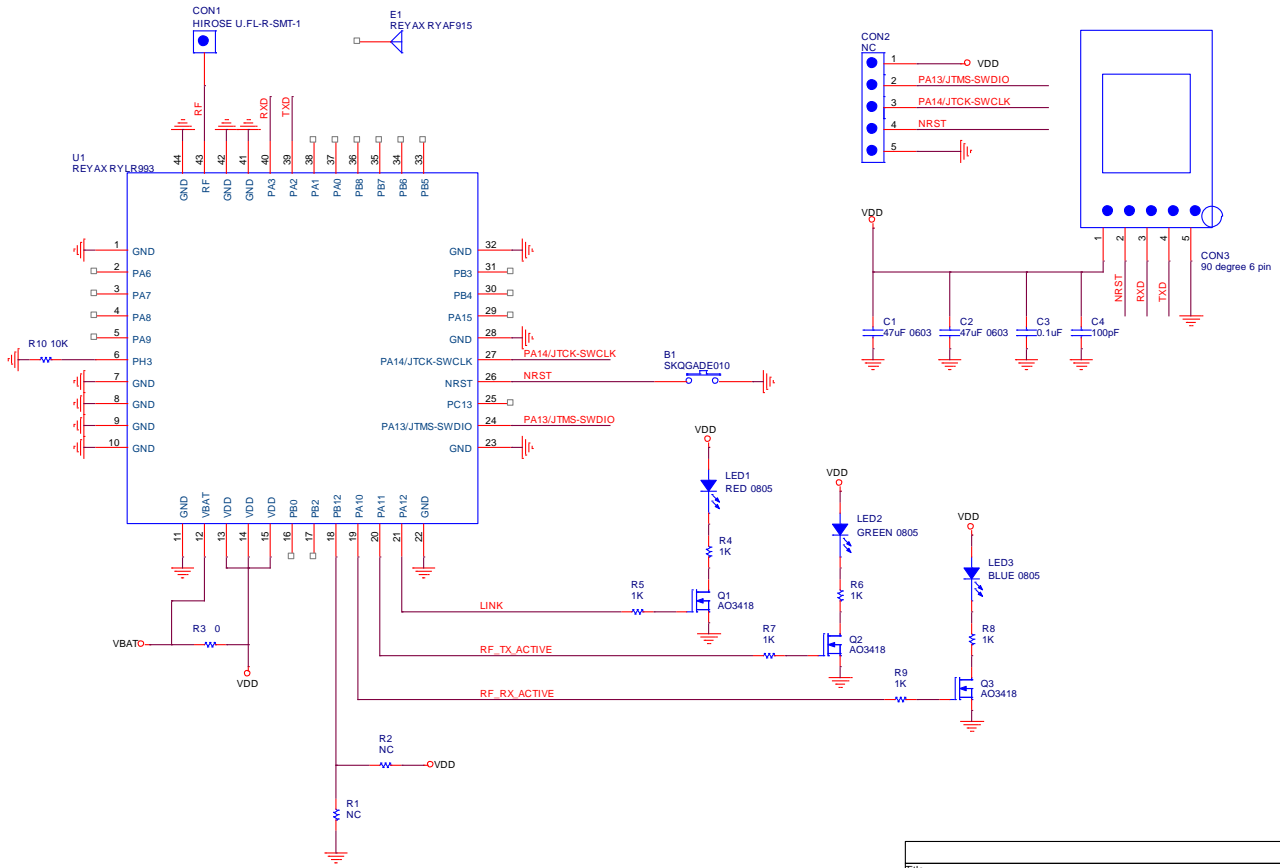 CON1
HIROSE U.FL-R-SMT-1
E1
REYAX RYAF915
RF
RXD
TXD
U1
REYAX RYLR993
44 43 42 41 40 39 38 37 36 35 34 33
GND RF GND GND PA3 PA2 PA1 PA0 PB8 PB7 PB6 PB5
1 GND
2 PA6
3 PA7
4 PA8
5 PA9
R10 10K
6 PH3
7 GND
8 GND
9 GND
10 GND
GND 32
PB3 31
PB4 30
PA15 29
GND 28
PA14/JTCK-SWCLK 27 PA14/JTCK-SWCLK
NRST 26 NRST
PC13 25
PA13/JTMS-SWDIO 24 PA13/JTMS-SWDIO
GND 23
B1
SKQGADE010
GND VBAT VDD VDD VDD PB0 PB2 PB12 PA10 PA11 PA12 GND
11 12 13 14 15 16 17 18 19 20 21 22
VBAT
R3 0
VDD
LINK
RF_TX_ACTIVE
RF_RX_ACTIVE
R2
NC
VDD
R1
NC
VDD
LED1
RED 0805
R4
1K
R5
1K
Q1
AO3418
VDD
LED2
GREEN 0805
R6
1K
R7
1K
Q2
AO3418
VDD
LED3
BLUE 0805
R8
1K
R9
1K
Q3
AO3418
CON2
NC
1 VDD
2 PA13/JTMS-SWDIO
3 PA14/JTCK-SWCLK
4 NRST
5
VDD
C1
47uF 0603
C2
47uF 0603
C3
0.1uF
C4
100pF
1 2 3 4 5
NRST
RXD
TXD
CON3
90 degree 6 pin